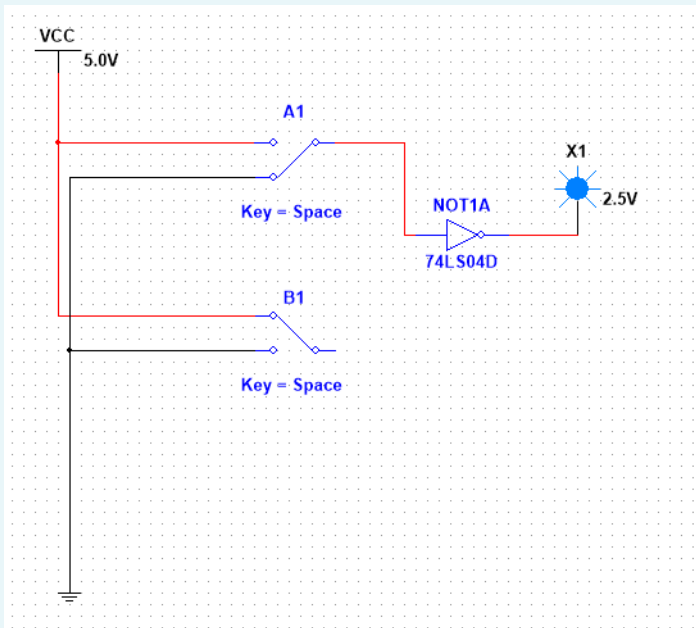 VCC
5.0V
A1
Key = Space
X1
2.5V
NOT1A
74LS04D
B1
Key = Space